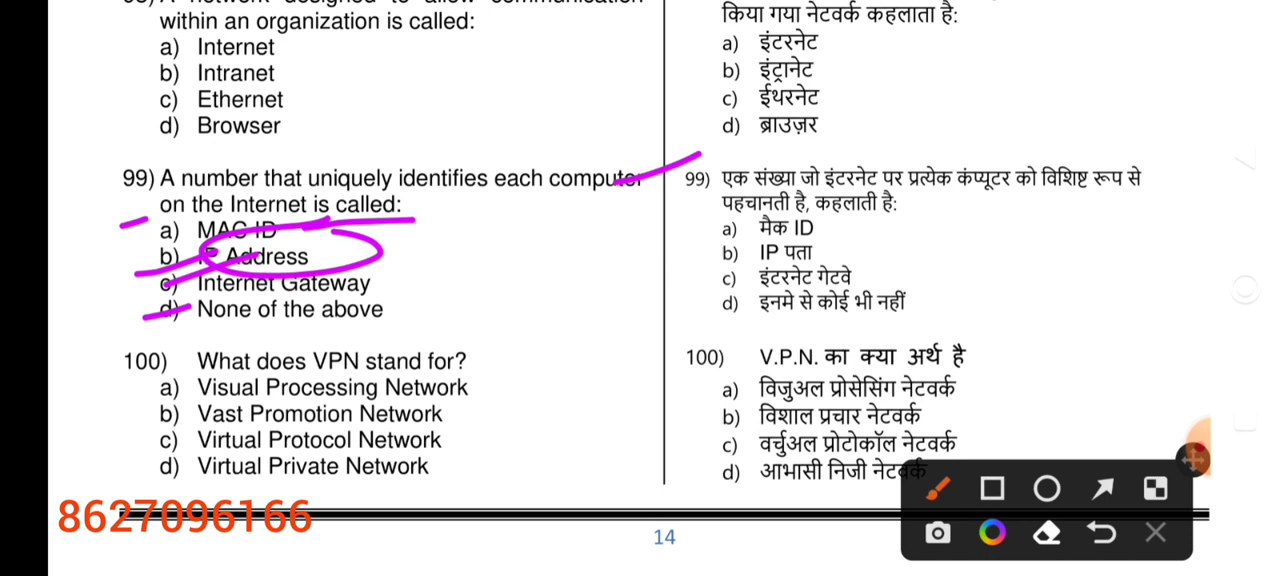 within an organization is called:
a) Internet
b) Intranet
c) Ethernet
d) Browser
99) A number that uniquely identifies each computer
on the Internet is called:
a) MAC ID
b) IP Address
c) Internet Gateway
d) None of the above
100) What does VPN stand for?
a) Visual Processing Network
b) Vast Promotion Network
c) Virtual Protocol Network
d) Virtual Private Network
किया गया नेटवर्क कहलाता है:
a) इंटरनेट
b) इंट्रानेट
c) ईथरनेट
d) ब्राउज़र
99) एक संख्या जो इंटरनेट पर प्रत्येक कंप्यूटर को विशिष्ट रूप से
पहचानती है, कहलाती है:
a) मैक ID
b) IP पता
c) इंटरनेट गेटवे
d) इनमे से कोई भी नहीं
100) V.P.N. का क्या अर्थ है
a) विजुअल प्रोसेसिंग नेटवर्क
b) विशाल प्रचार नेटवर्क
c) वर्चुअल प्रोटोकॉल नेटवर्क
d) आभासी निजी नेटवर्क
8627096166
14